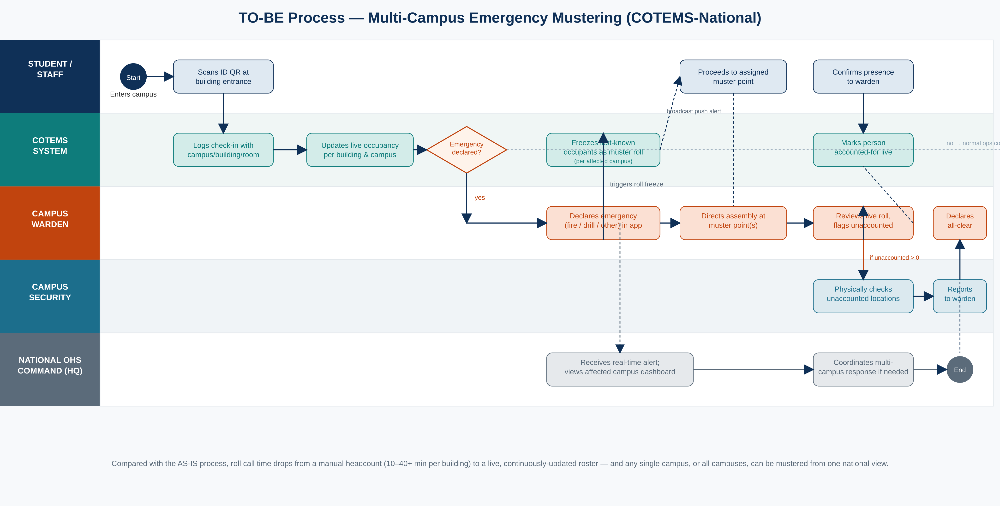 TO-BE Process — Multi-Campus Emergency Mustering (COTEMS-National)
STUDENT /
STAFF
Start
Enters campus
Scans ID QR at
building entrance
Proceeds to assigned
muster point
Confirms presence
to warden
broadcast push alert
COTEMS
SYSTEM
Logs check-in with
campus/building/room
Updates live occupancy
per building & campus
Emergency
declared?
Freezes last-known
occupants as muster roll
(per affected campus)
Marks person
accounted-for live
no → normal ops co
triggers roll freeze
CAMPUS
WARDEN
yes
Declares emergency
(fire / drill / other) in app
Directs assembly at
muster point(s)
Reviews live roll,
flags unaccounted
Declares
all-clear
if unaccounted > 0
CAMPUS
SECURITY
Physically checks
unaccounted locations
Reports
to warden
NATIONAL OHS
COMMAND (HQ)
Receives real-time alert;
views affected campus dashboard
Coordinates multi-
campus response if needed
End
Compared with the AS-IS process, roll call time drops from a manual headcount (10–40+ min per building) to a live, continuously-updated roster — and any single campus, or all campuses, can be mustered from one national view.